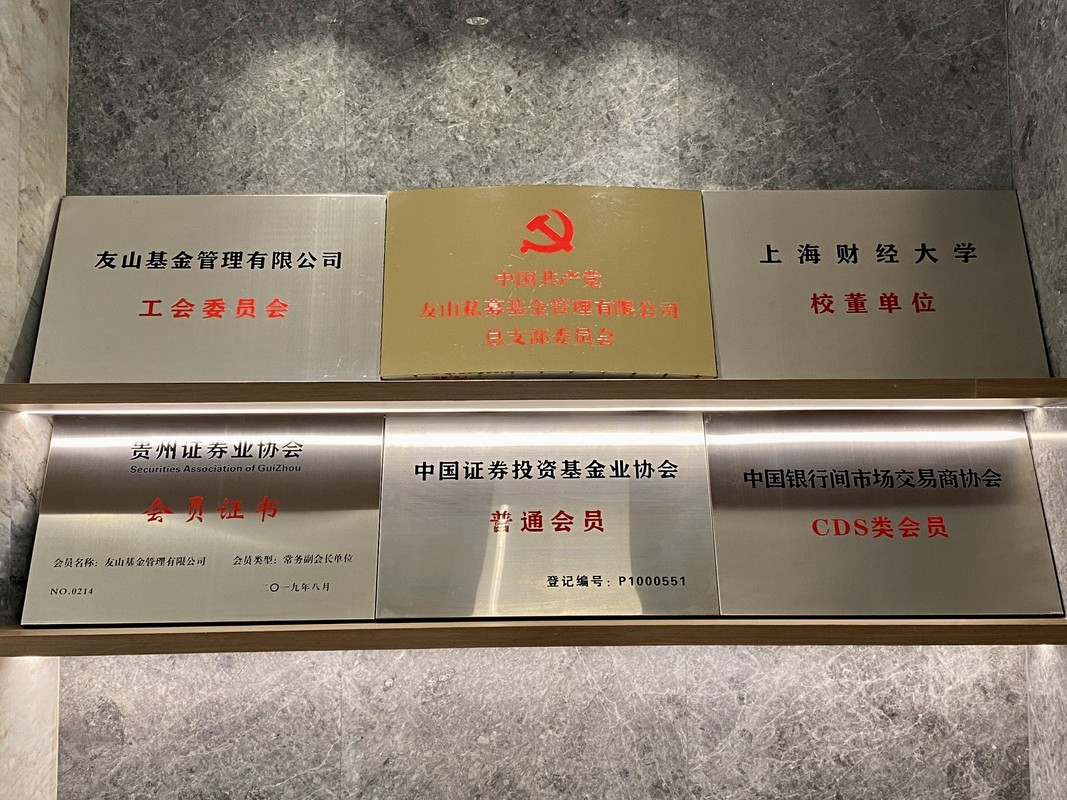 友山基金管理有限公司
工会委员会
中国共产党
友山私募基金管理有限公司
总支部委员会
上海财经大学
校董单位
贵州证券业协会
Securities Association of GuiZhou
会员证书
会员名称：友山基金管理有限公司 会员类型：常务副会长单位
NO.0214 二〇一九年八月
中国证券投资基金业协会
普通会员
登记编号：P1000551
中国银行间市场交易商协会
CDS类会员